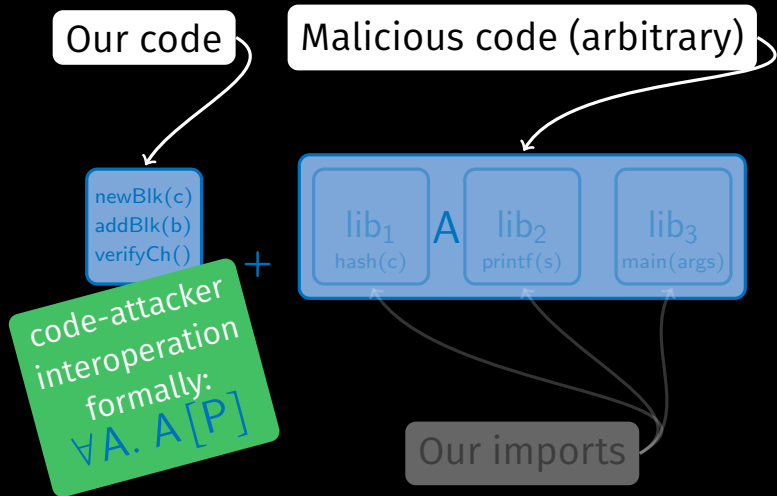 Our code
Malicious code (arbitrary)
newBlk(c)
addBlk(b)
verifyCh()
+
lib₁
hash(c)
A
lib₂
printf(s)
lib₃
main(args)
code-attacker
interoperation
formally:
∀A. A [P]
Our imports